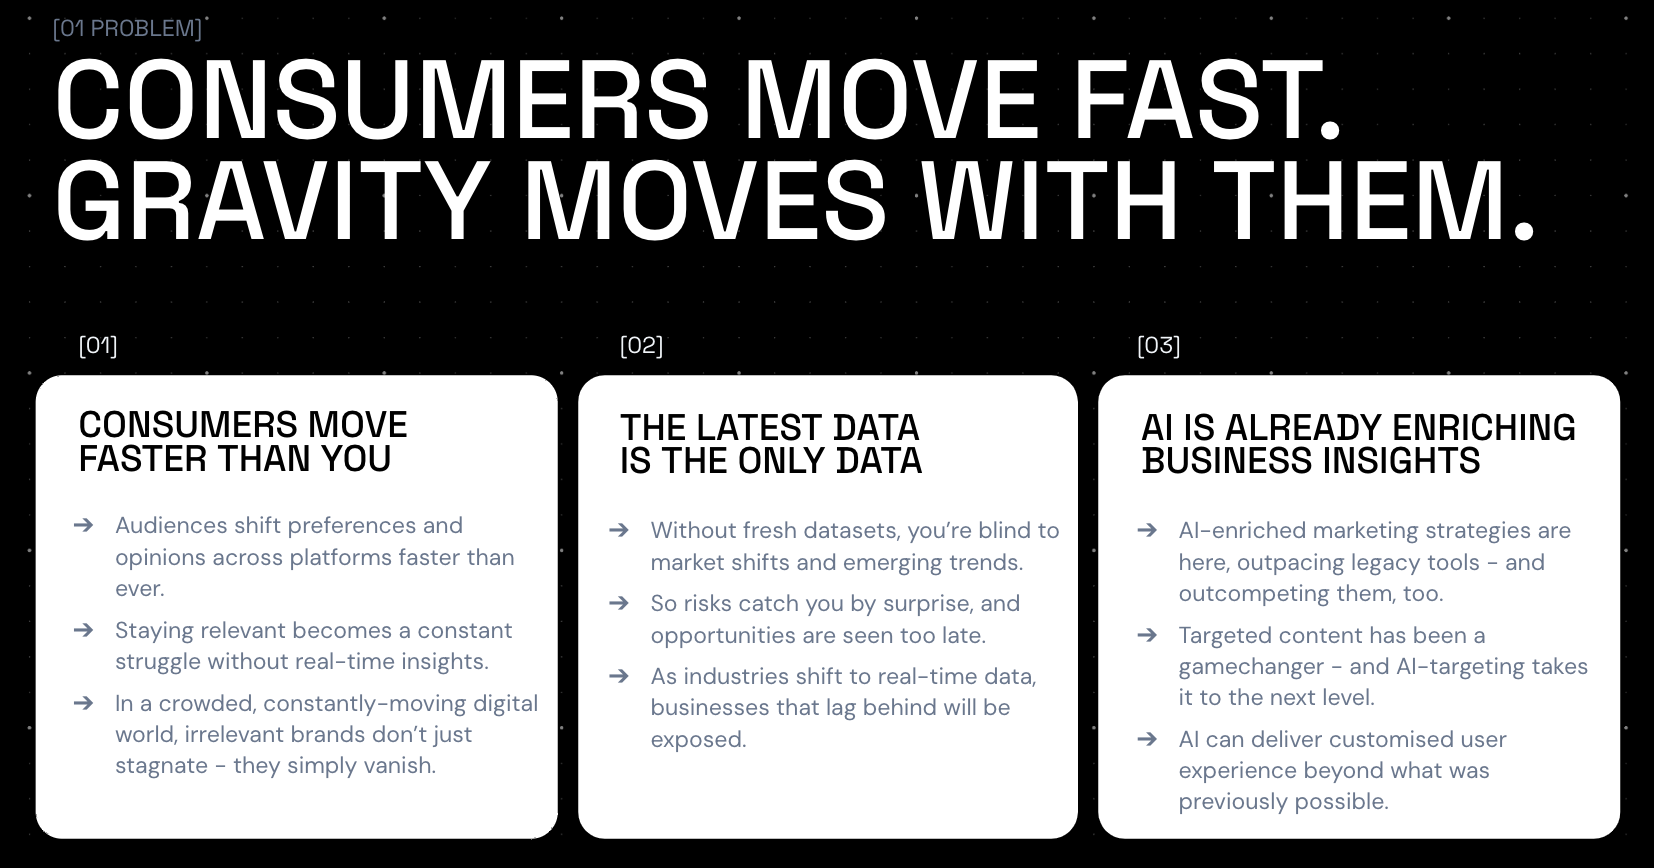 [01 PROBLEM]
CONSUMERS MOVE FAST.
GRAVITY MOVES WITH THEM.
[01]
CONSUMERS MOVE
FASTER THAN YOU
➔ Audiences shift preferences and
opinions across platforms faster than
ever.
➔ Staying relevant becomes a constant
struggle without real-time insights.
➔ In a crowded, constantly-moving digital
world, irrelevant brands don’t just
stagnate - they simply vanish.
[02]
THE LATEST DATA
IS THE ONLY DATA
➔ Without fresh datasets, you’re blind to
market shifts and emerging trends.
➔ So risks catch you by surprise, and
opportunities are seen too late.
➔ As industries shift to real-time data,
businesses that lag behind will be
exposed.
[03]
AI IS ALREADY ENRICHING
BUSINESS INSIGHTS
➔ AI-enriched marketing strategies are
here, outpacing legacy tools - and
outcompeting them, too.
➔ Targeted content has been a
gamechanger - and AI-targeting takes
it to the next level.
➔ AI can deliver customised user
experience beyond what was
previously possible.